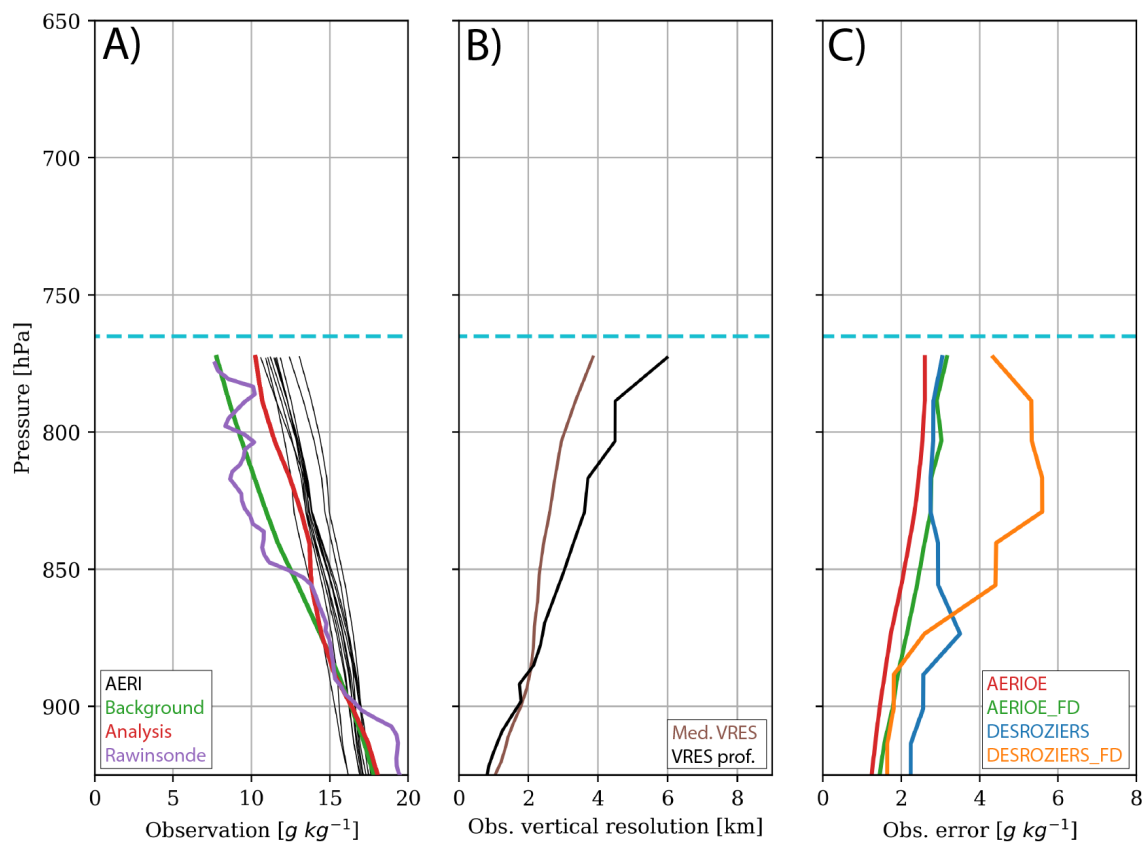 A)
B)
C)
650
700
750
800
850
900
Pressure [hPa]
AERI
Background
Analysis
Rawinsonde
Med. VRES
VRES prof.
AERIOE
AERIOE_FD
DESROZIERS
DESROZIERS_FD
0 5 10 15 20
0 2 4 6 8
0 2 4 6 8
Observation [g kg⁻¹]
Obs. vertical resolution [km]
Obs. error [g kg⁻¹]